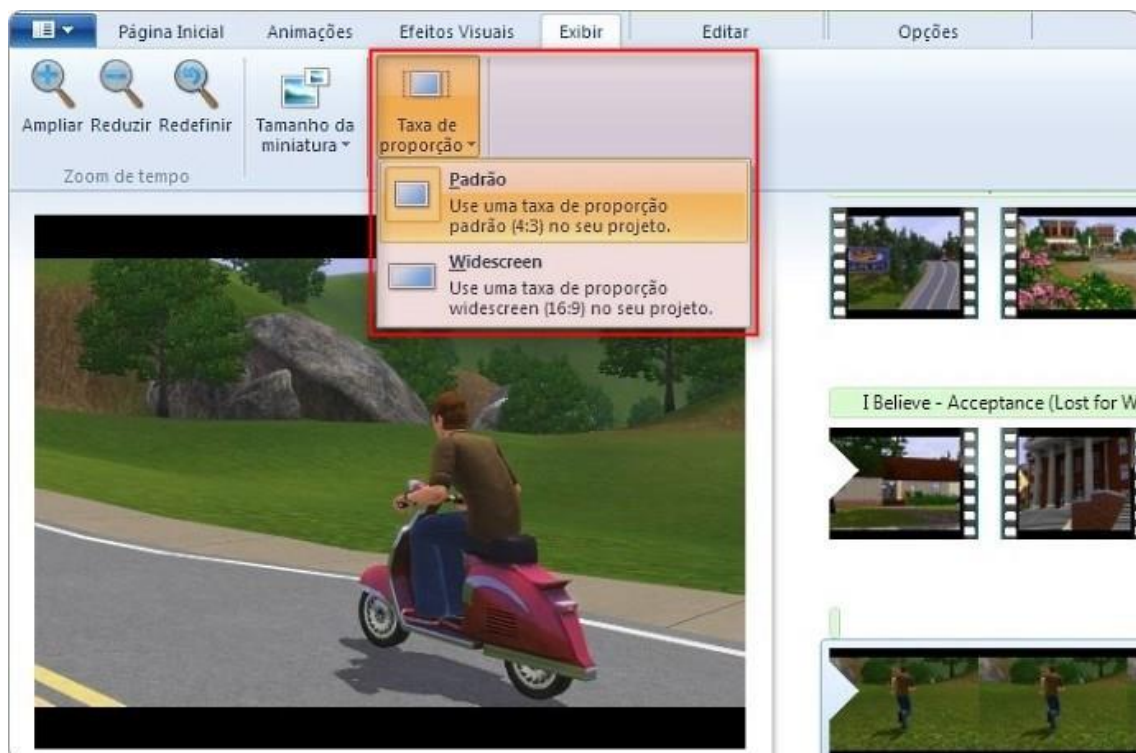 Página Inicial Animações Efeitos Visuais Exibir Editar Opções
Ampliar Reduzir Redefinir
Tamanho da
miniatura
Taxa de
proporção
Zoom de tempo
Padrão
Use uma taxa de proporção
padrão (4:3) no seu projeto.
Widescreen
Use uma taxa de proporção
widescreen (16:9) no seu projeto.
I Believe - Acceptance (Lost for W